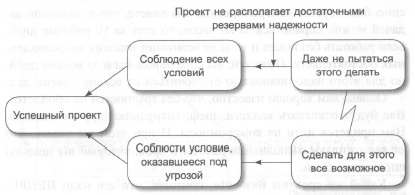 Проект не располагает достаточными
резервами надежности
Соблюдение всех
условий
Даже не пытаться
этого делать
Успешный проект
Соблюсти условие,
оказавшееся под
угрозой
Сделать для этого
все возможное